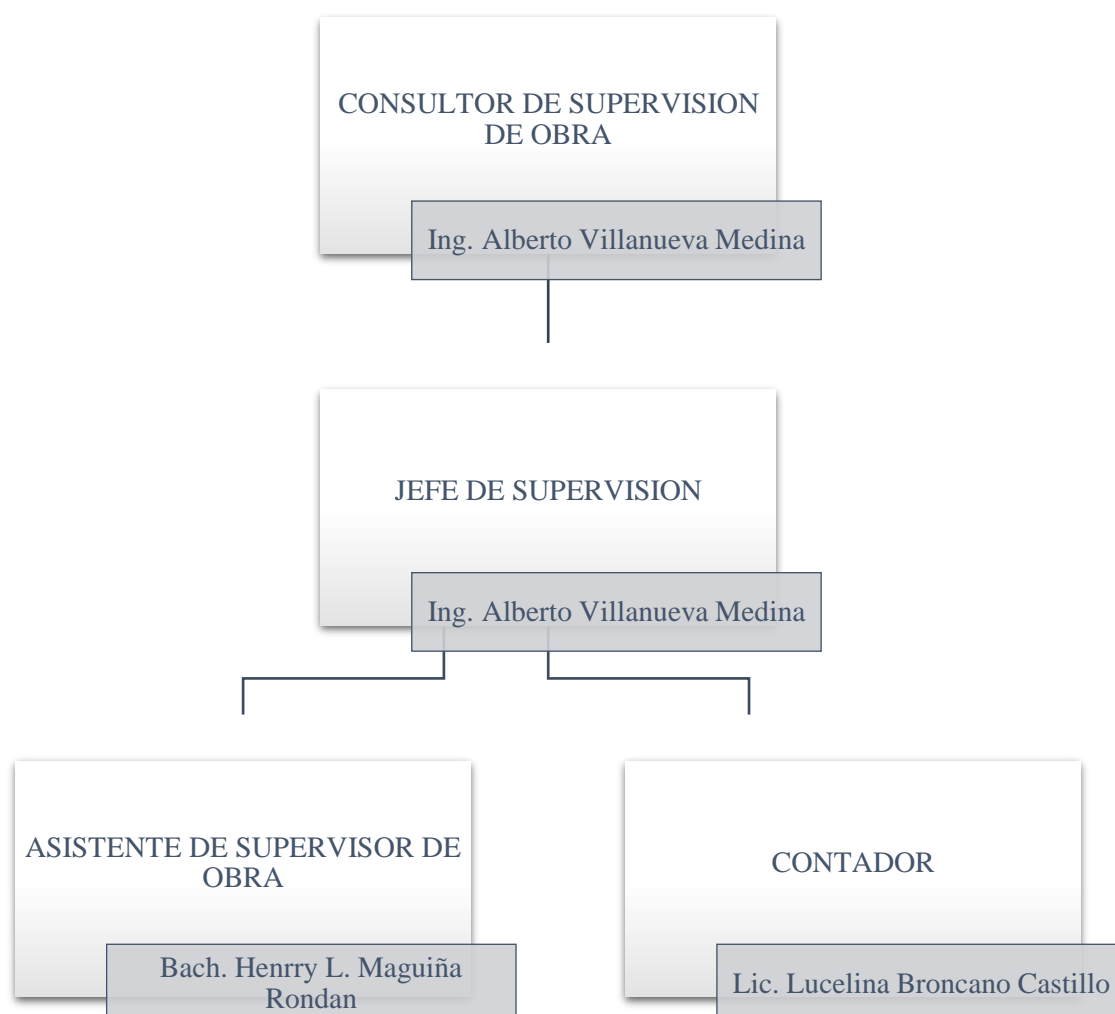 CONSULTOR DE SUPERVISION
DE OBRA
Ing. Alberto Villanueva Medina
JEFE DE SUPERVISION
Ing. Alberto Villanueva Medina
ASISTENTE DE SUPERVISOR DE
OBRA
Bach. Henrry L. Maguiña
Rondan
CONTADOR
Lic. Lucelina Broncano Castillo